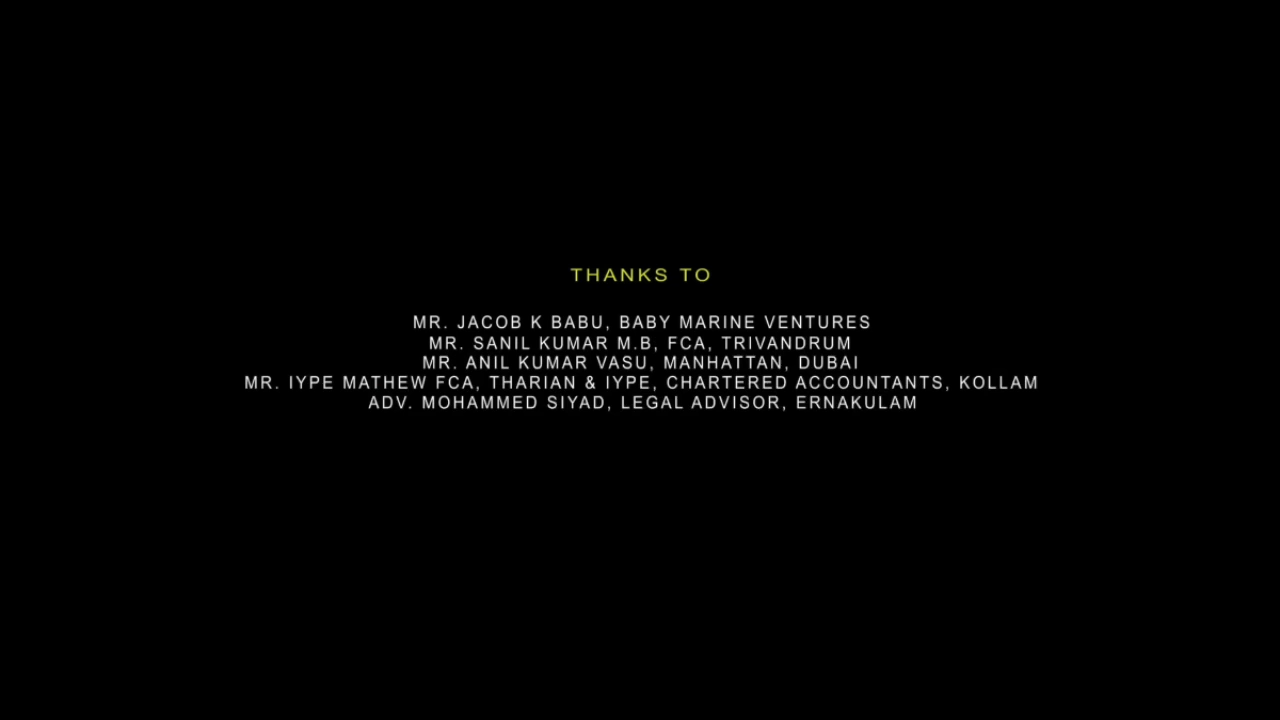 THANKS TO
MR. JACOB K BABU, BABY MARINE VENTURES
MR. SANIL KUMAR M.B, FCA, TRIVANDRUM
MR. ANIL KUMAR VASU, MANHATTAN, DUBAI
MR. IYPE MATHEW FCA, THARIAN & IYPE, CHARTERED ACCOUNTANTS, KOLLAM
ADV. MOHAMMED SIYAD, LEGAL ADVISOR, ERNAKULAM